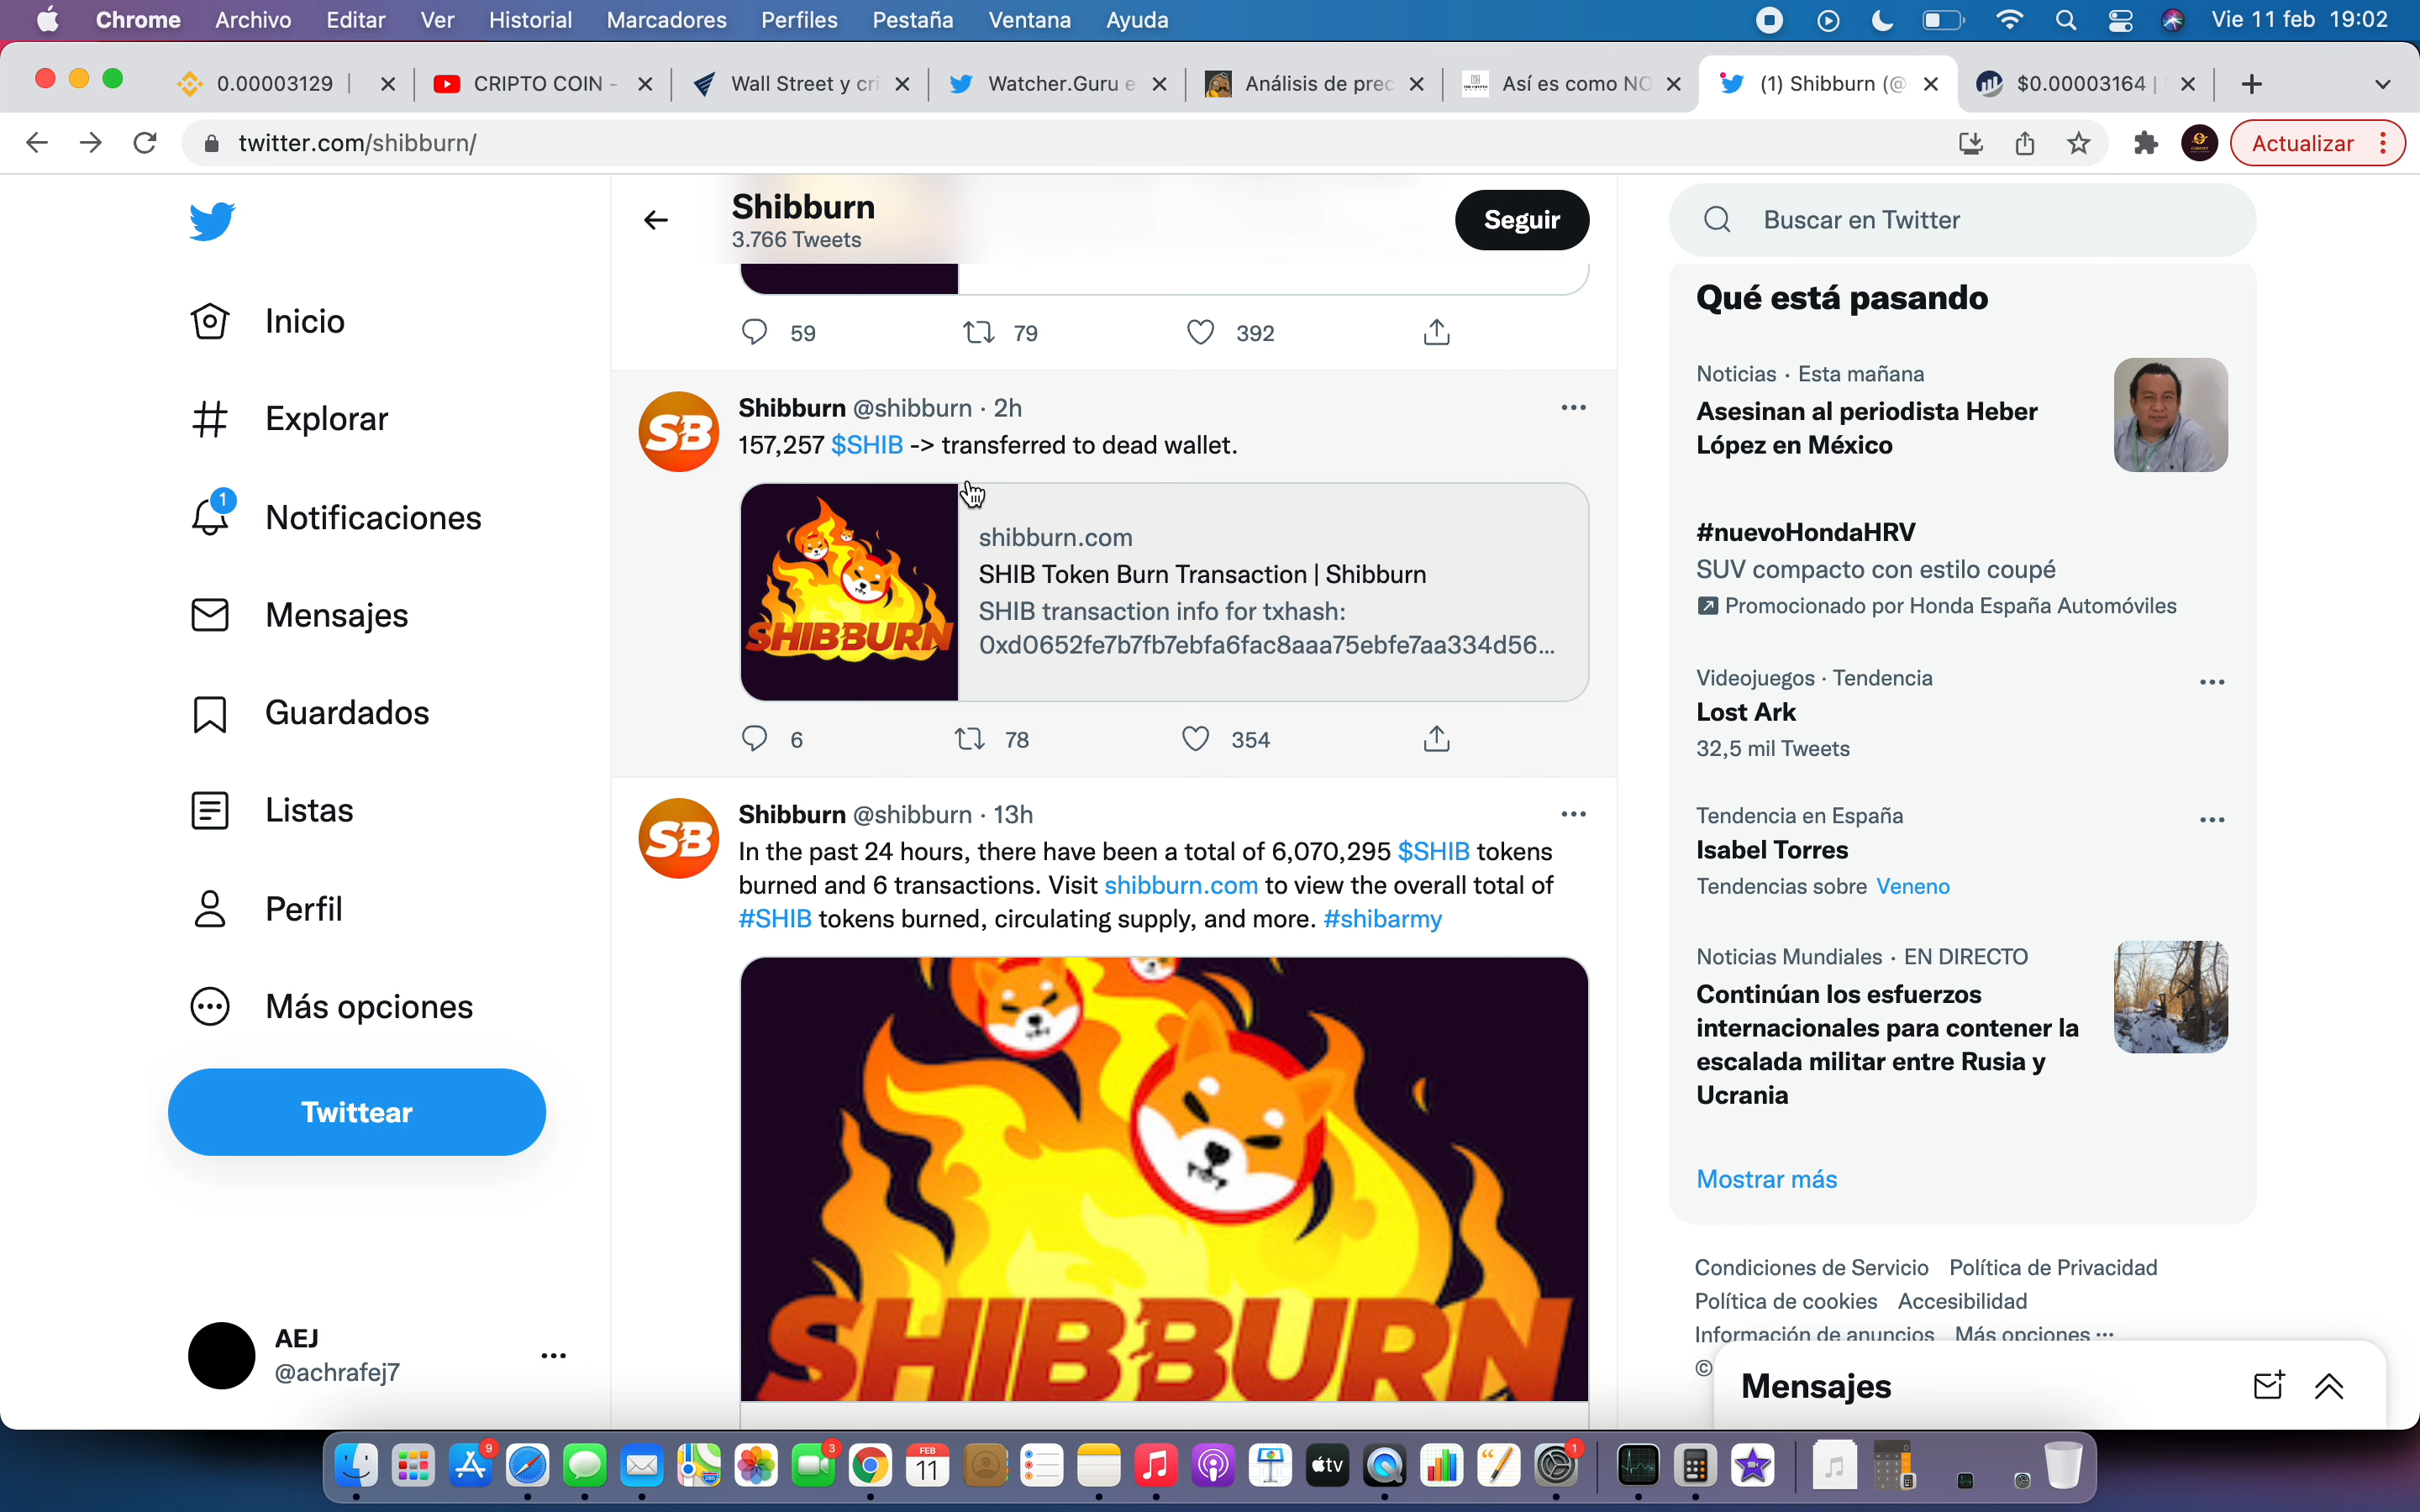 Chrome Archivo Editar Ver Historial Marcadores Perfiles Pestaña Ventana Ayuda Vie 11 feb 19:02
0.00003129 | CRIPTO COIN - Wall Street y cri Watcher.Guru e Análisis de prec Así es como NO (1) Shibburn (@ $0.00003164 |
twitter.com/shibburn/ Actualizar
Shibburn
3.766 Tweets
Seguir
Buscar en Twitter
Inicio
Explorar
1
Notificaciones
Mensajes
Guardados
Listas
Perfil
Más opciones
Twittear
AEJ
@achrafej7
59 79 392
SB
Shibburn @shibburn · 2h
157,257 $SHIB -> transferred to dead wallet.
SHIBBURN
shibburn.com
SHIB Token Burn Transaction | Shibburn
SHIB transaction info for txhash:
0xd0652fe7b7fb7ebfa6fac8aaa75ebfe7aa334d56...
6 78 354
SB
Shibburn @shibburn · 13h
In the past 24 hours, there have been a total of 6,070,295 $SHIB tokens
burned and 6 transactions. Visit shibburn.com to view the overall total of
#SHIB tokens burned, circulating supply, and more. #shibarmy
SHIBBURN
Qué está pasando
Noticias · Esta mañana
Asesinan al periodista Heber
López en México
#nuevoHondaHRV
SUV compacto con estilo coupé
Promocionado por Honda España Automóviles
Videojuegos · Tendencia
Lost Ark
32,5 mil Tweets
Tendencia en España
Isabel Torres
Tendencias sobre Veneno
Noticias Mundiales · EN DIRECTO
Continúan los esfuerzos
internacionales para contener la
escalada militar entre Rusia y
Ucrania
Mostrar más
Condiciones de Servicio Política de Privacidad
Política de cookies Accesibilidad
Información de anuncios Más opciones ...
©
Mensajes
9 3 FEB 11 tv 1